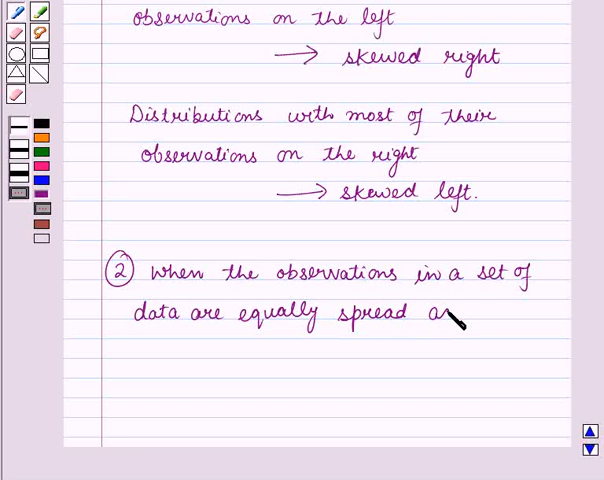 observations on the left
→ skewed right
Distributions with most of their
observations on the right
→ skewed left.
② When the observations in a set of
data are equally spread a